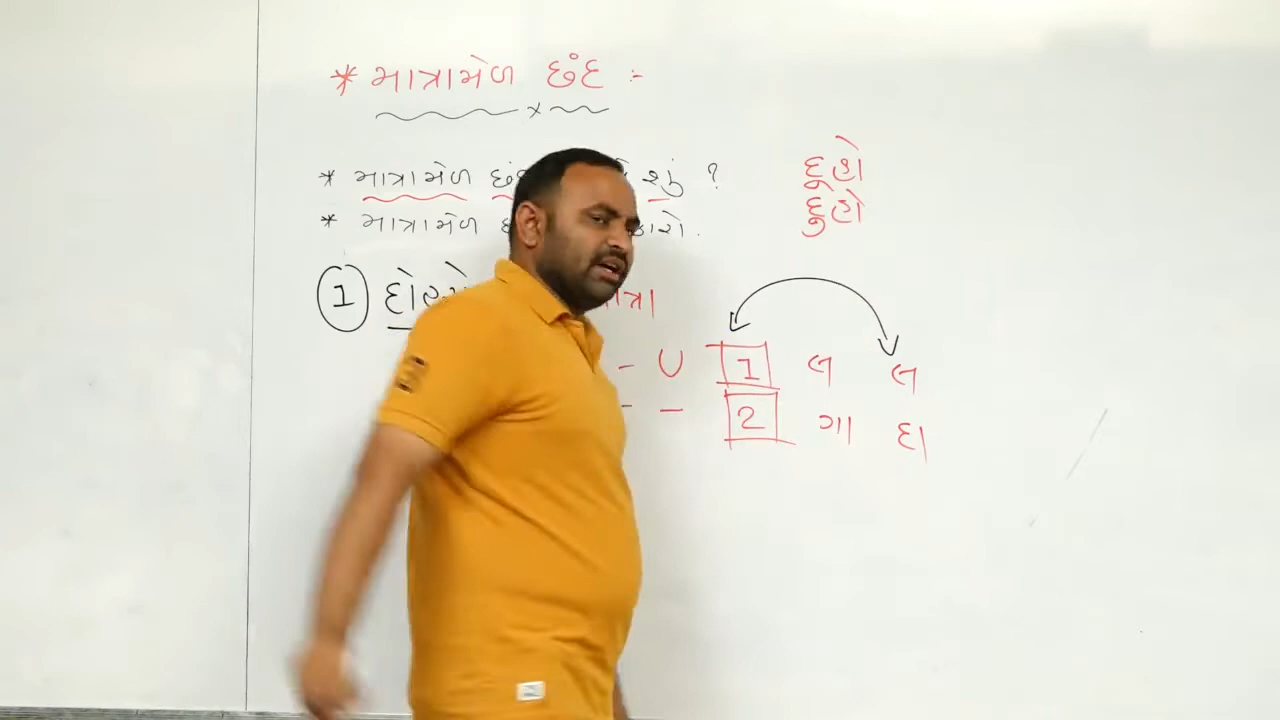 * માત્રામેળ છંદ :-
* માત્રામેળ શું ?
દૂહો
* માત્રામેળ
દુહો
1
- U 1 લ લ
- - 2 ગા દા